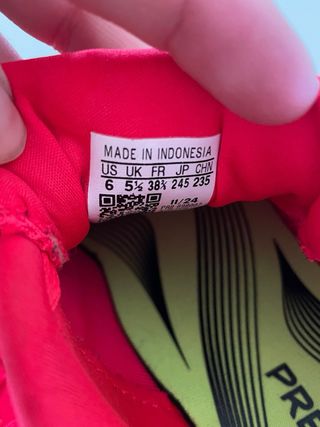 MADE IN INDONESIA
US UK FR JP CHN
6 5½ 38⅔ 245 235
11/24
PRE